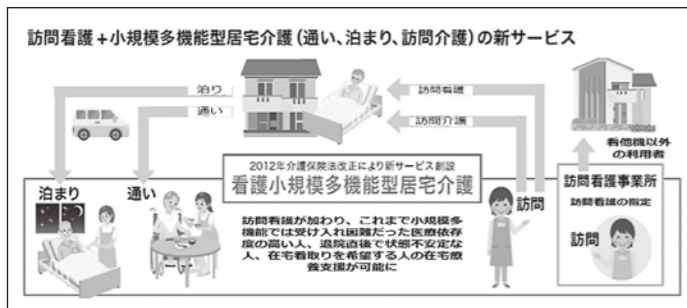 訪問看護+小規模多機能型居宅介護(通い、泊まり、訪問介護)の新サービス
泊り
通い
訪問看護
訪問介護
看他機以外
の利用者
2012年介護保険法改正により新サービス創設
看護小規模多機能型居宅介護
泊まり
通い
訪問看護が加わり、これまで小規模多
機能では受け入れ困難だった医療依存
度の高い人、退院直後で状態不安定な
人、在宅看取りを希望する人の在宅療
養支援が可能に
訪問
訪問看護事業所
訪問看護の指定
訪問